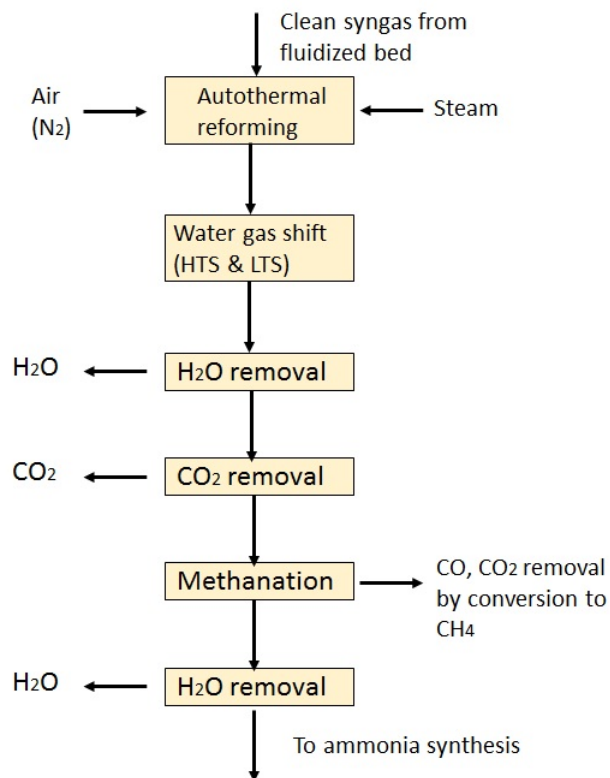 Clean syngas from
fluidized bed
Air
(N2)
Autothermal
reforming
Steam
Water gas shift
(HTS & LTS)
H2O
H2O removal
CO2
CO2 removal
Methanation
CO, CO2 removal
by conversion to
CH4
H2O
H2O removal
To ammonia synthesis